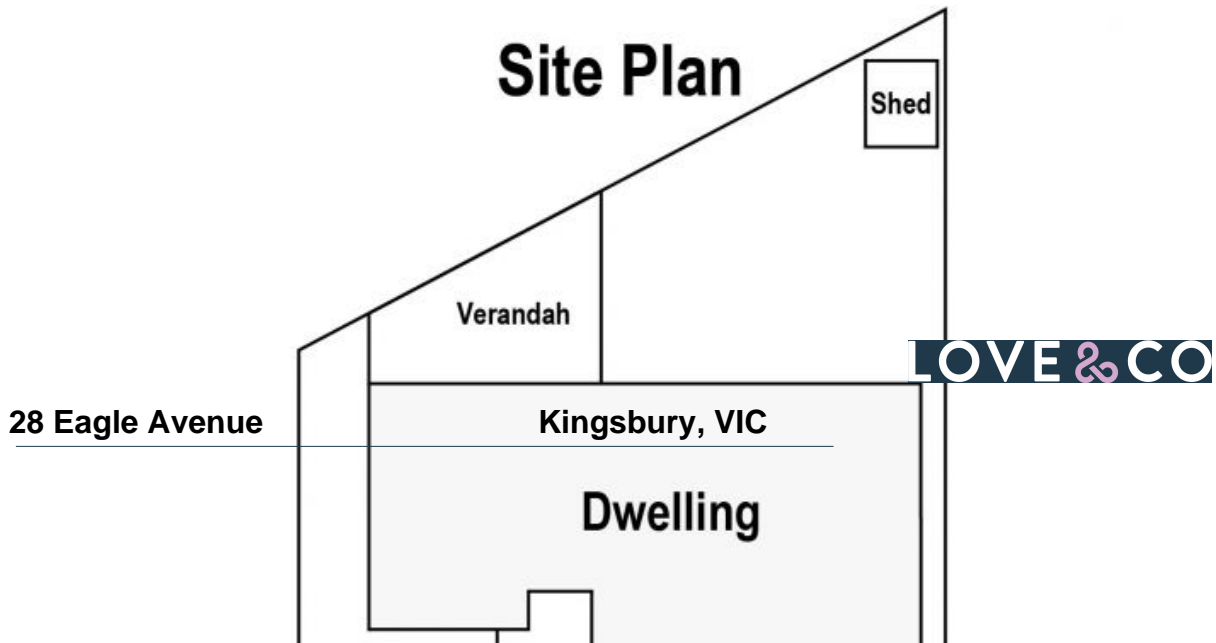 Site Plan
Shed
Verandah
LOVE & CO
28 Eagle Avenue Kingsbury, VIC
Dwelling